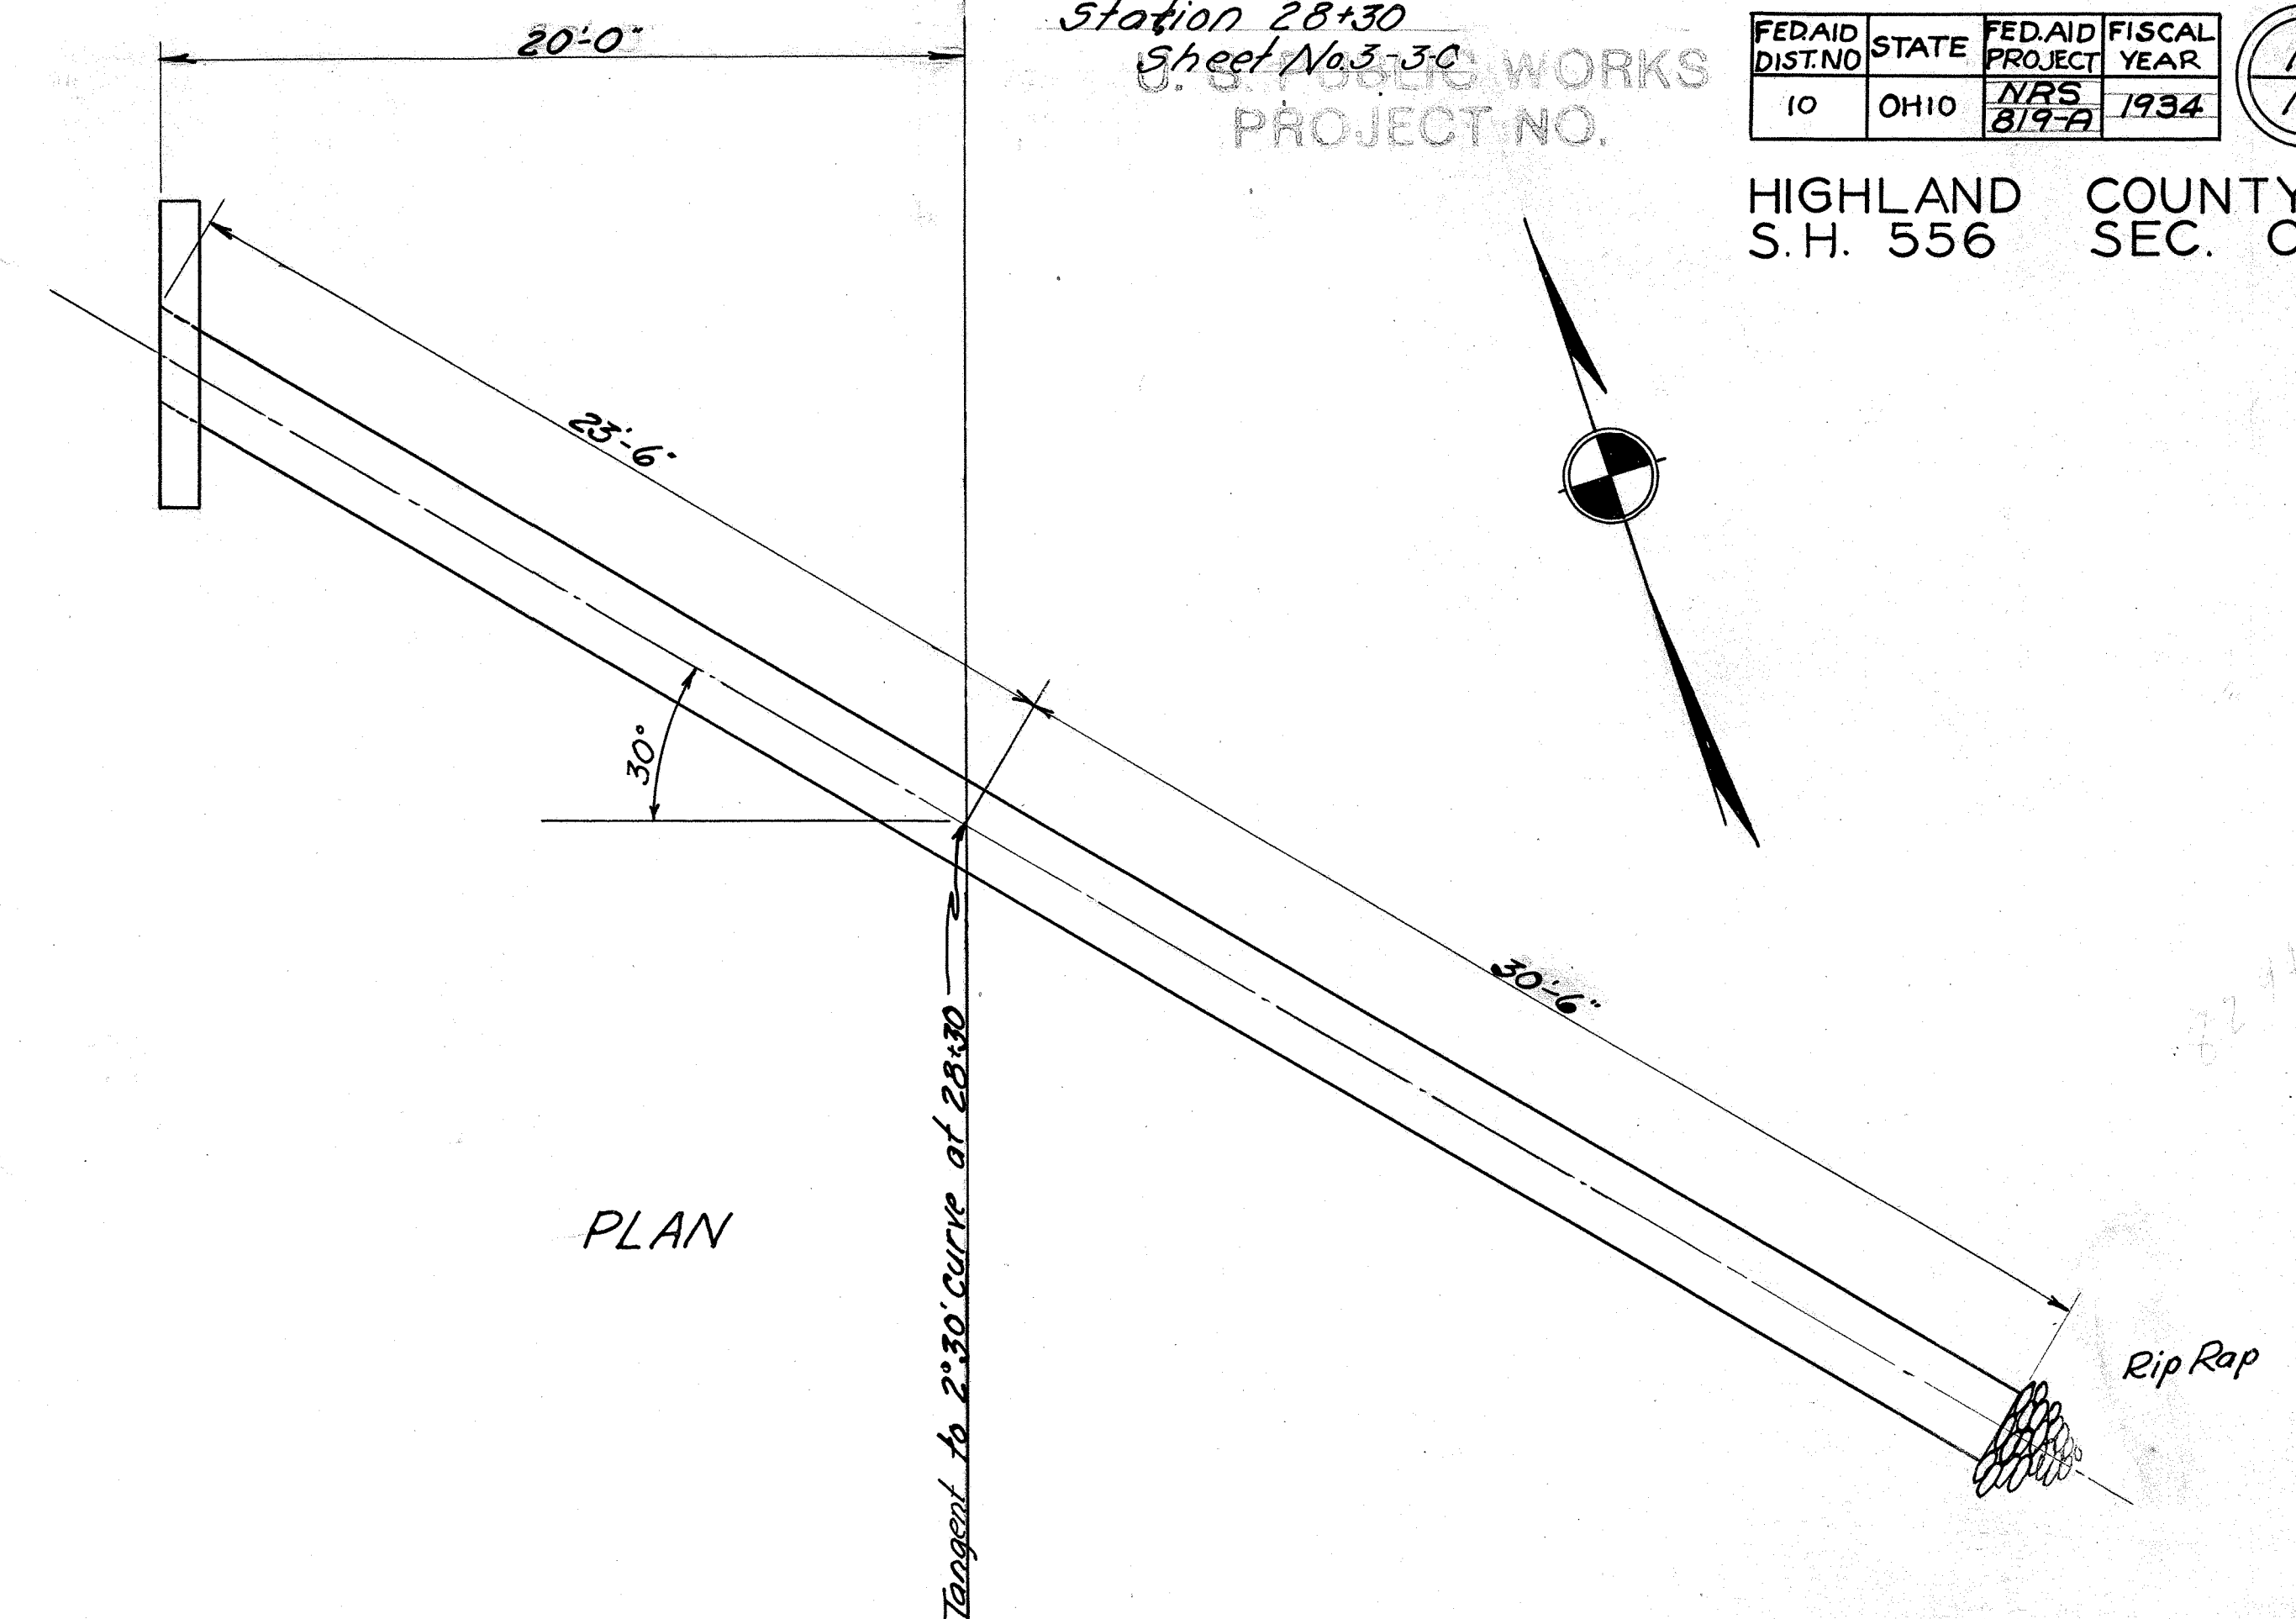 Station 28+30
Sheet No. 3-3-C
U. S. PUBLIC WORKS
PROJECT NO.
FED.AID DIST.NO STATE FED.AID PROJECT FISCAL YEAR
10 OHIO NRS 819-A 1934
HIGHLAND COUNTY
S.H. 556 SEC.
20'-0"
23'-6"
30°
30'-6"
Tangent to 2°30' Curve at 28+30
PLAN
Rip Rap